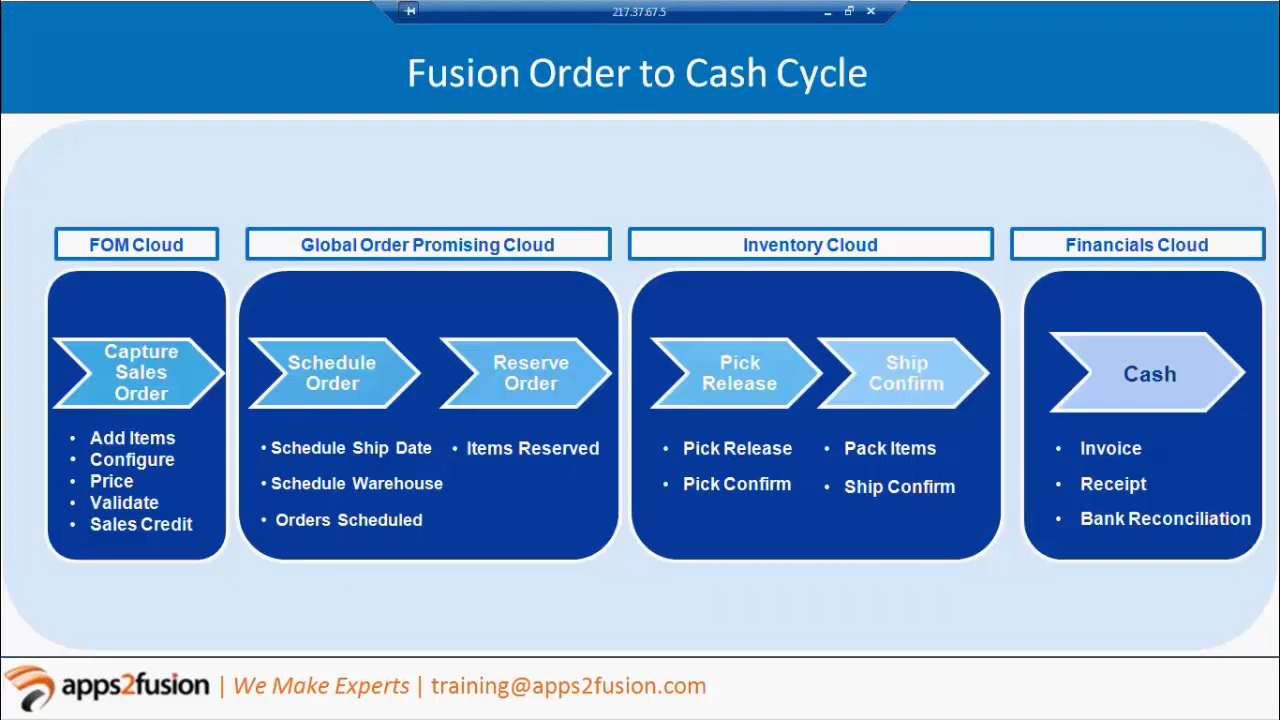 217.37.67.5
Fusion Order to Cash Cycle
FOM Cloud
Global Order Promising Cloud
Inventory Cloud
Financials Cloud
Capture
Sales
Order
Schedule
Order
Reserve
Order
Pick
Release
Ship
Confirm
Cash
• Add Items
• Configure
• Price
• Validate
• Sales Credit
• Schedule Ship Date
• Schedule Warehouse
• Orders Scheduled
• Items Reserved
• Pick Release
• Pick Confirm
• Pack Items
• Ship Confirm
• Invoice
• Receipt
• Bank Reconciliation
apps2fusion | We Make Experts | training@apps2fusion.com